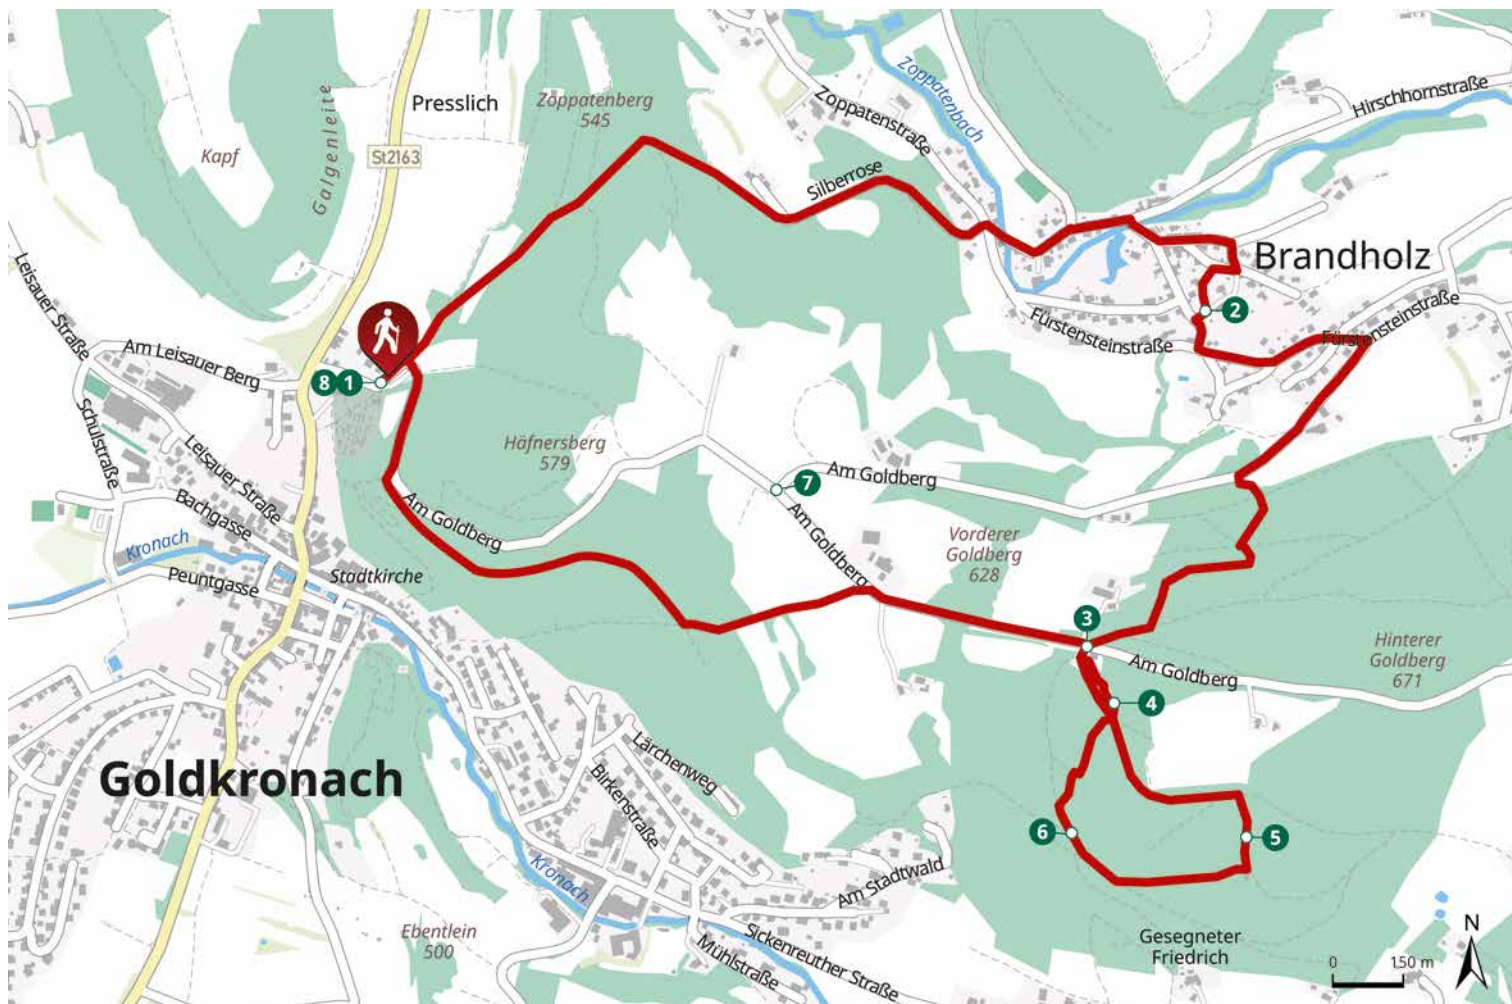 Presslich
Zoppatenberg
545
Zoppatenbach
Zoppatenstraße
Hirschhornstraße
Kapf
Galgenleite
St2163
Silberrose
Brandholz
Leisauer Straße
Am Leisauer Berg
8
1
2
Fürstensteinstraße
Fürstensteinstraße
Schulstraße
Leisauer Straße
Häfnersberg
579
7
Am Goldberg
Am Goldberg
Am Goldberg
Bachgasse
Kronach
Peuntgasse
Stadtkirche
Vorderer
Goldberg
628
3
Am Goldberg
Hinterer
Goldberg
671
4
Goldkronach
Lärchenweg
Birkenstraße
6
5
Kronach
Am Stadtwald
Ebentlein
500
Mühlstraße
Sickenreuther Straße
Gesegneter
Friedrich
N
0 150 m